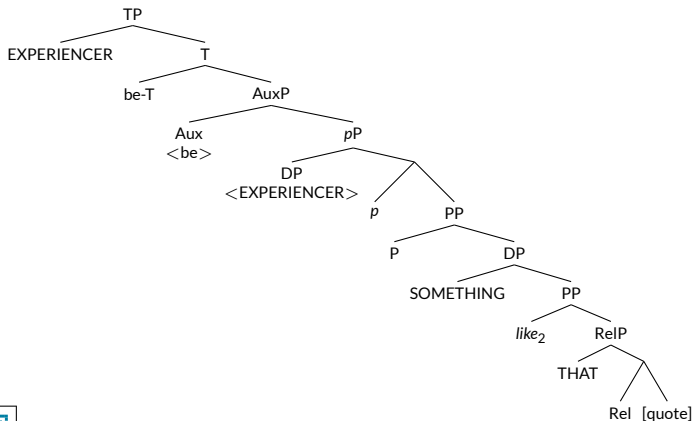 TP
EXPERIENCER T
be-T AuxP
Aux pP
<be>
DP
<EXPERIENCER>
p PP
P DP
SOMETHING PP
like2 RelP
THAT
Rel [quote]